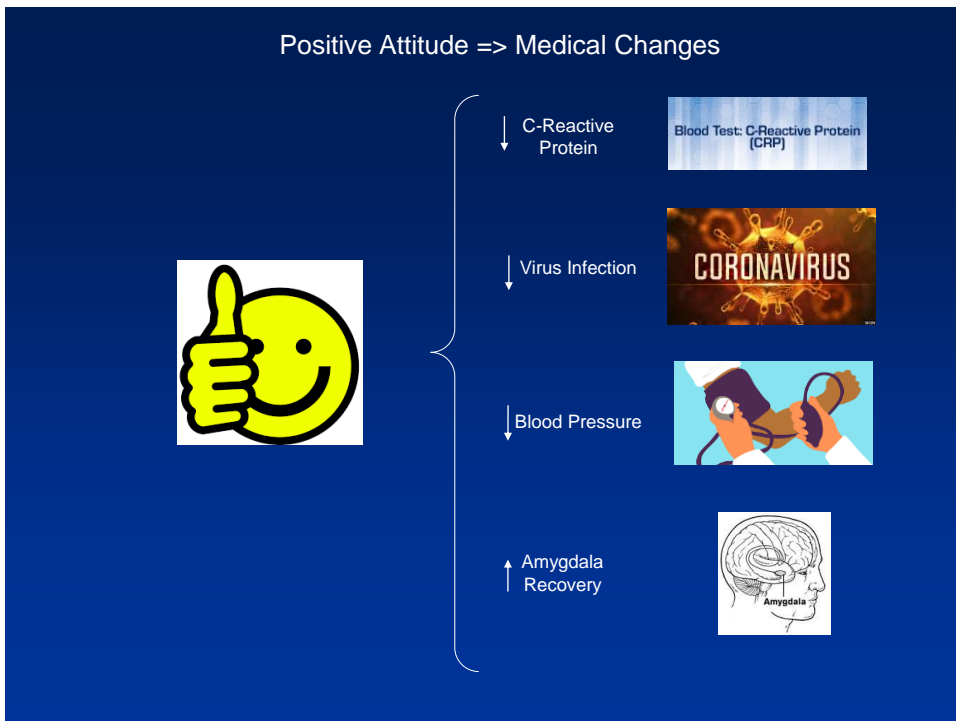 Positive Attitude => Medical Changes
C-Reactive
Protein
Blood Test: C-Reactive Protein
(CRP)
Virus Infection
CORONAVIRUS
Blood Pressure
Amygdala
Recovery
Amygdala